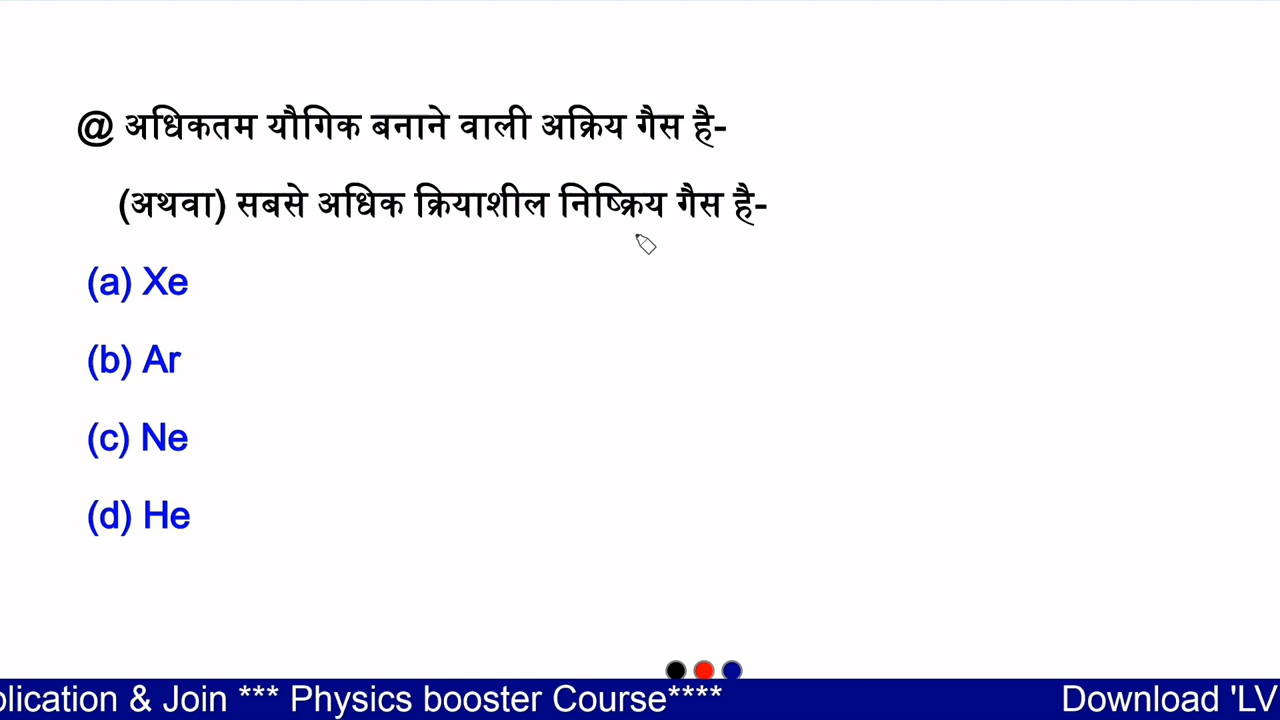 @ अधिकतम यौगिक बनाने वाली अक्रिय गैस है-
(अथवा) सबसे अधिक क्रियाशील निष्क्रिय गैस है-
(a) Xe
(b) Ar
(c) Ne
(d) He
plication & Join *** Physics booster Course**** Download 'LV